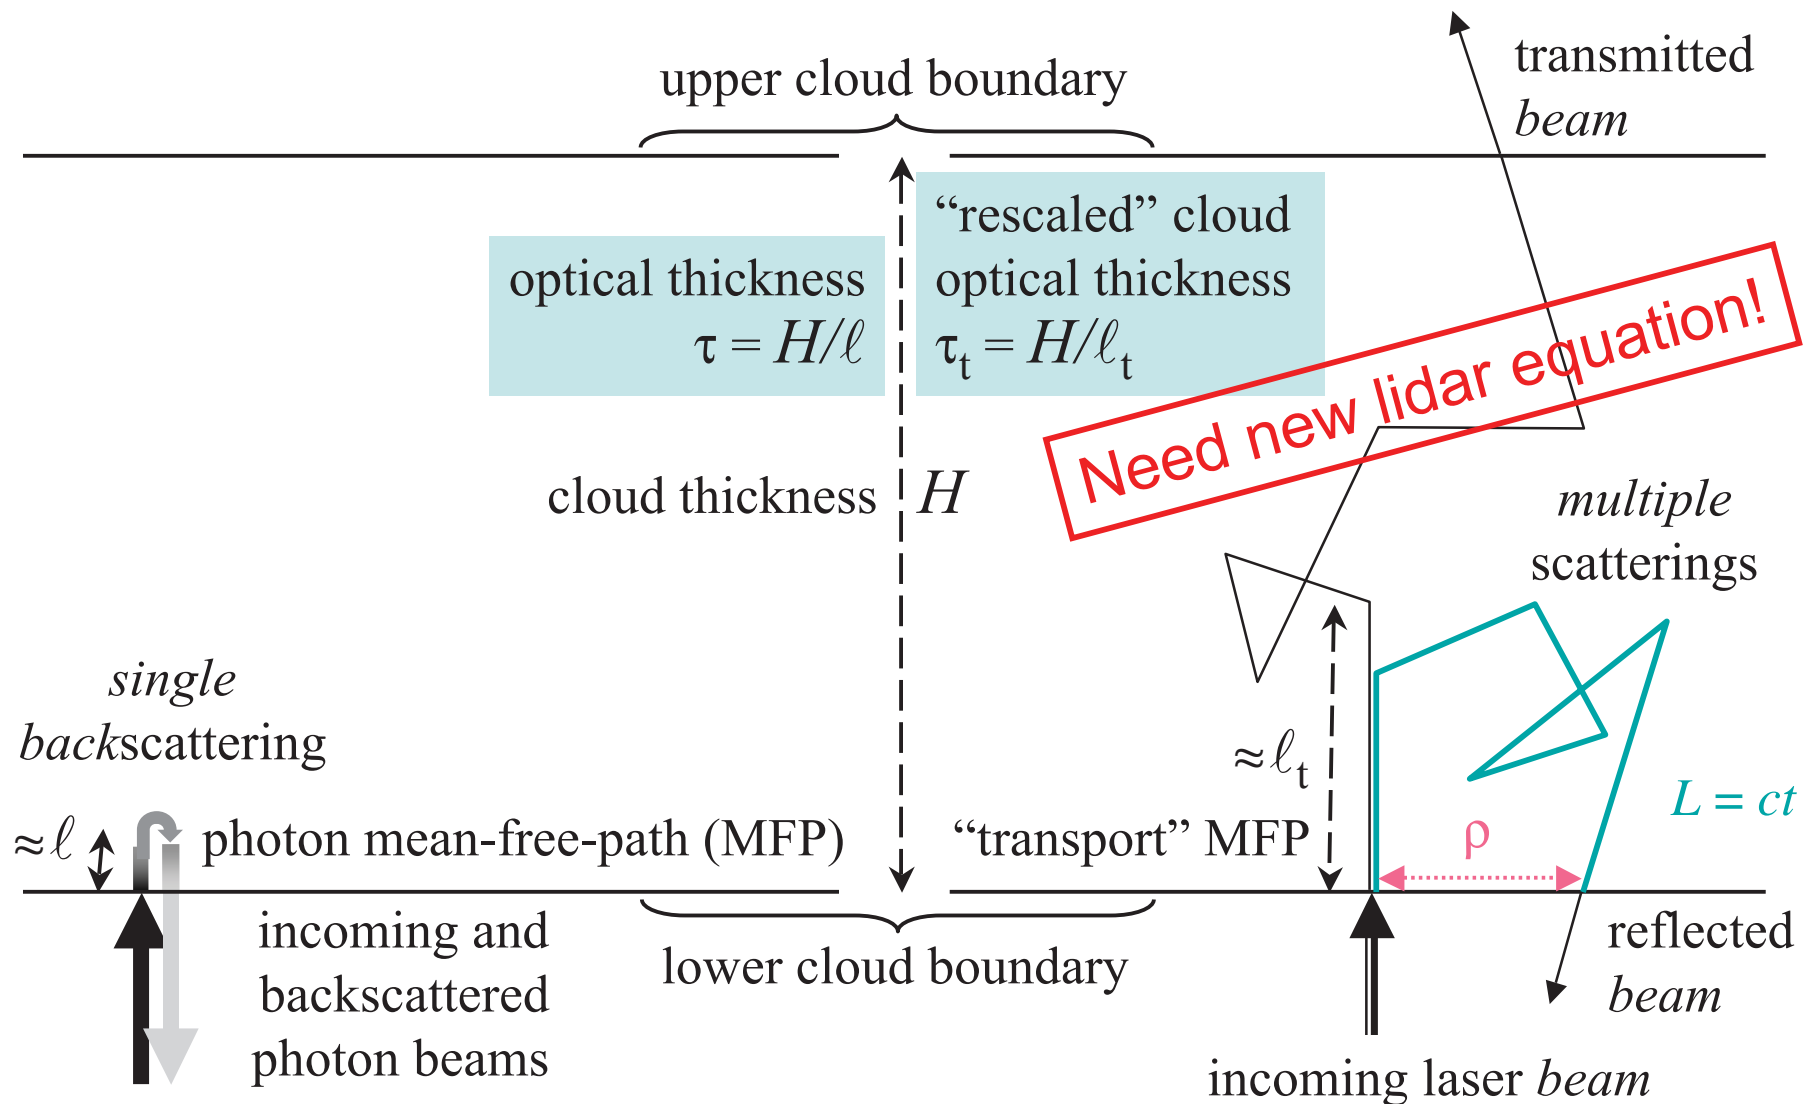 upper cloud boundary
transmitted
beam
optical thickness
τ = H/ℓ
“rescaled” cloud
optical thickness
τt = H/ℓt
Need new lidar equation!
cloud thickness
H
multiple
scatterings
single
backscattering
≈ℓ
photon mean-free-path (MFP)
“transport” MFP
≈ℓt
ρ
L = ct
incoming and
backscattered
photon beams
lower cloud boundary
reflected
beam
incoming laser beam